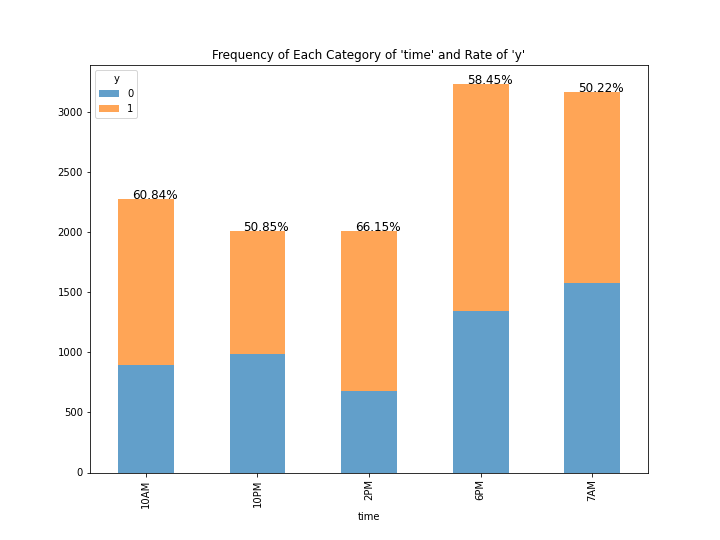 Frequency of Each Category of 'time' and Rate of 'y'
y
0
1
60.84%
50.85%
66.15%
58.45%
50.22%
3000
2500
2000
1500
1000
500
0
10AM
10PM
2PM
6PM
7AM
time